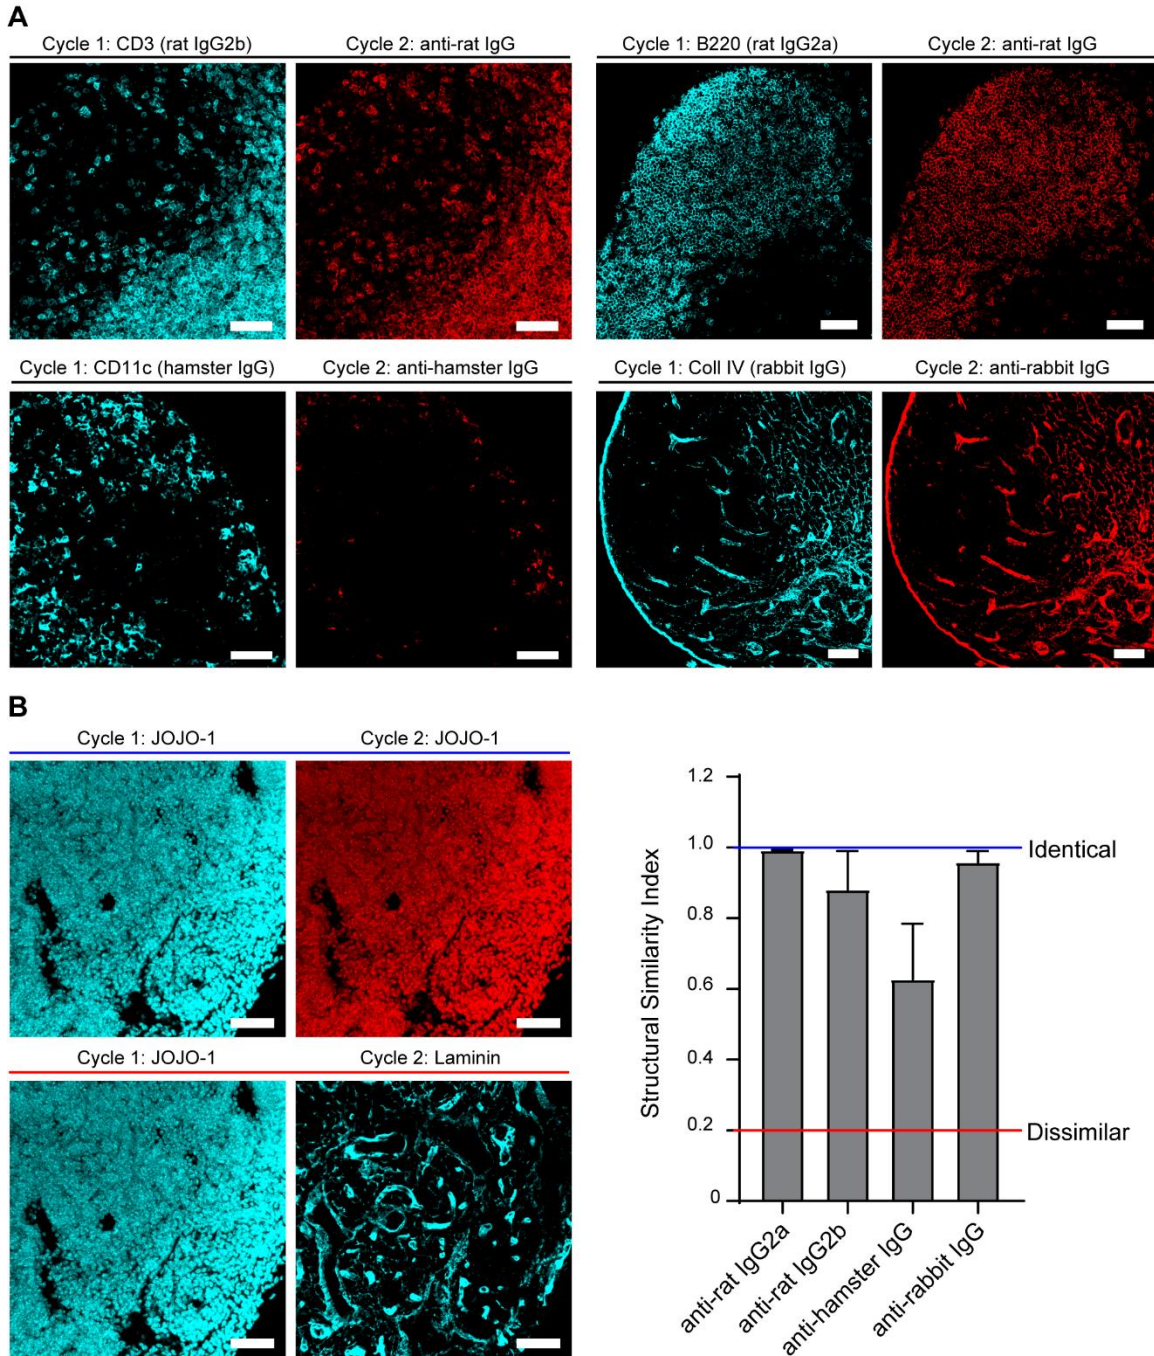 A
Cycle 1: CD3 (rat IgG2b)
Cycle 2: anti-rat IgG
Cycle 1: B220 (rat IgG2a)
Cycle 2: anti-rat IgG
Cycle 1: CD11c (hamster IgG)
Cycle 2: anti-hamster IgG
Cycle 1: Coll IV (rabbit IgG)
Cycle 2: anti-rabbit IgG
B
Cycle 1: JOJO-1
Cycle 2: JOJO-1
Cycle 1: JOJO-1
Cycle 2: Laminin
Structural Similarity Index
1.2
1.0
0.8
0.6
0.4
0.2
0
Identical
Dissimilar
anti-rat IgG2a
anti-rat IgG2b
anti-hamster IgG
anti-rabbit IgG